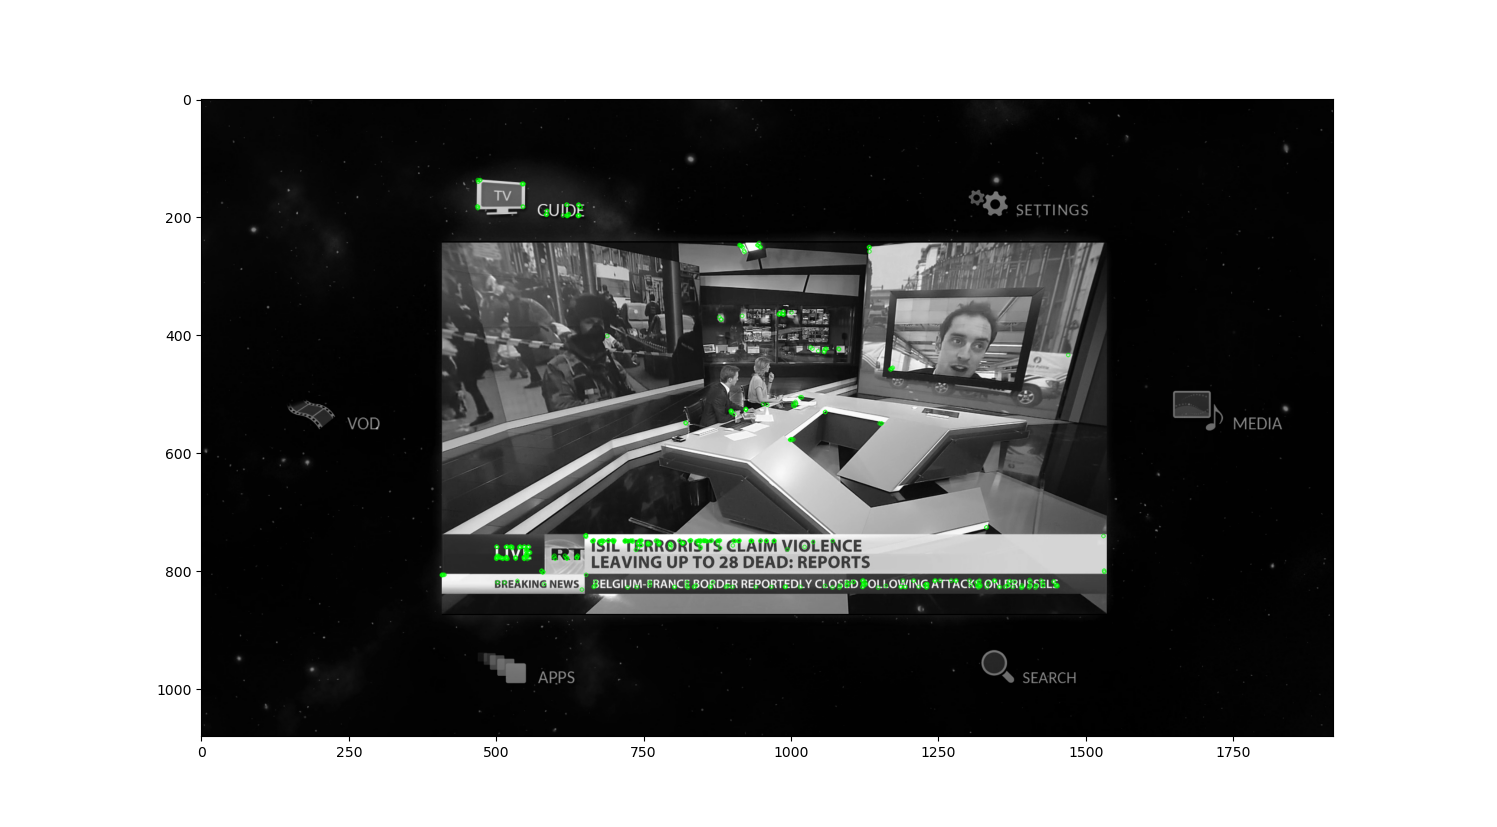 0
200
400
600
800
1000
TV
GUIDE
SETTINGS
VOD
MEDIA
LIVE
RT
ISIL TERRORISTS CLAIM VIOLENCE
LEAVING UP TO 28 DEAD: REPORTS
BREAKING NEWS
BELGIUM-FRANCE BORDER REPORTEDLY CLOSED FOLLOWING ATTACKS ON BRUSSELS
APPS
SEARCH
0 250 500 750 1000 1250 1500 1750